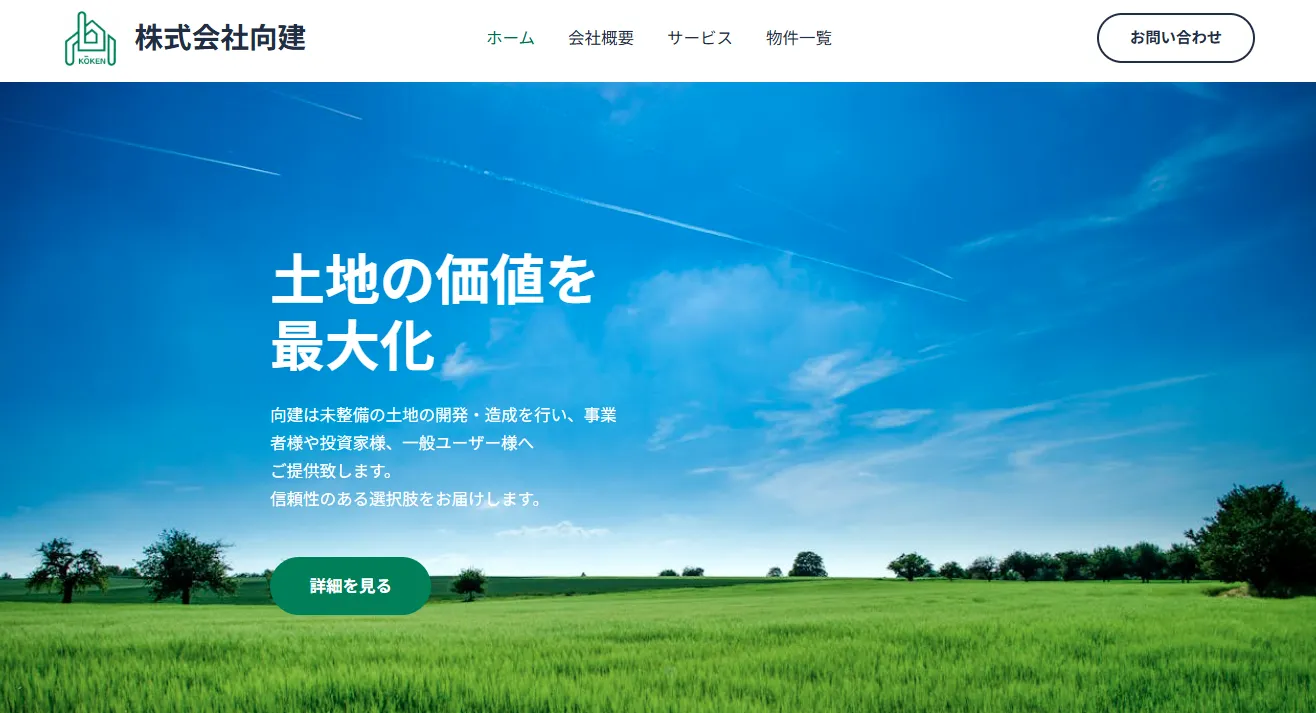 KŌKEN
株式会社向建
ホーム
会社概要
サービス
物件一覧
お問い合わせ
土地の価値を
最大化
向建は未整備の土地の開発・造成を行い、事業
者様や投資家様、一般ユーザー様へ
ご提供致します。
信頼性のある選択肢をお届けします。
詳細を見る